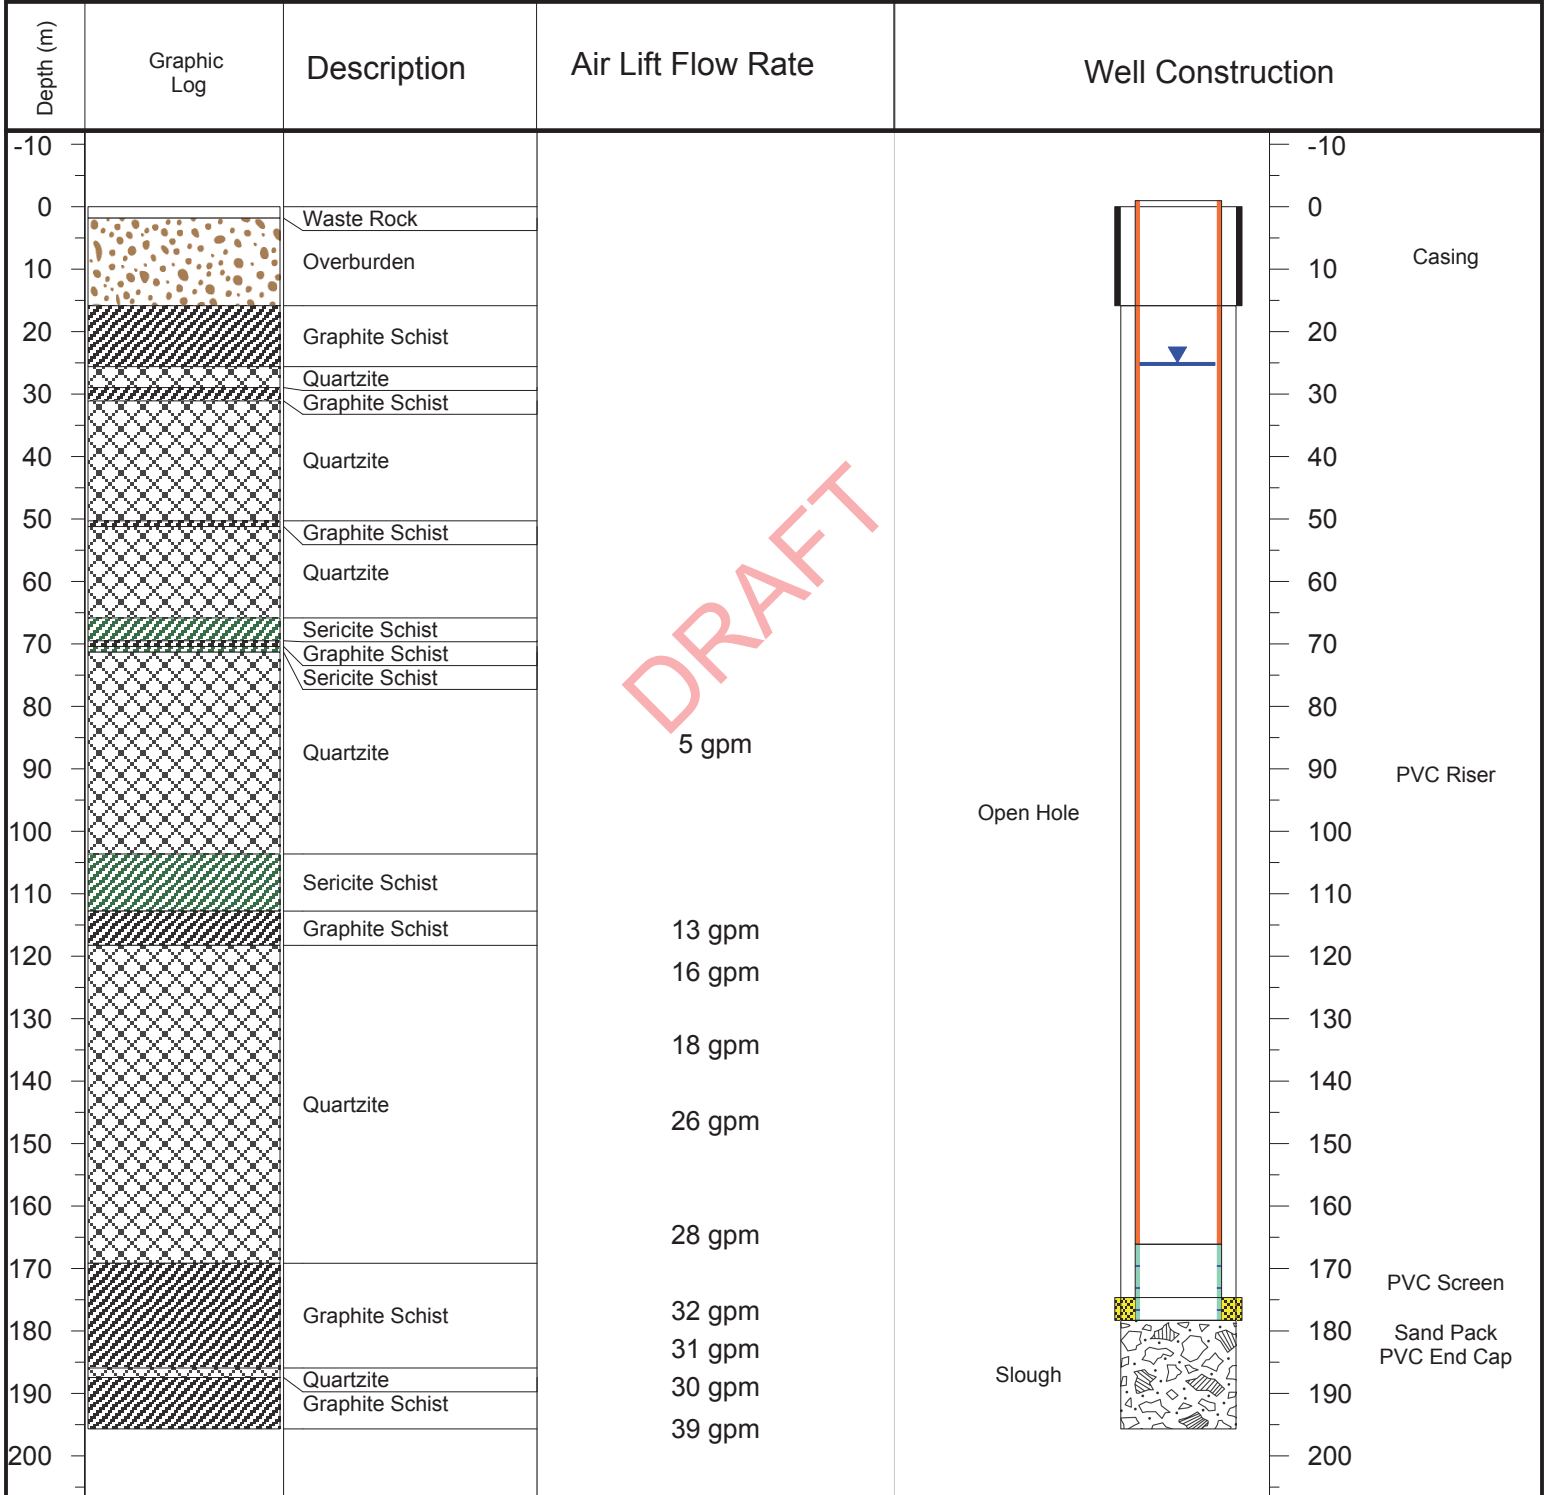 Depth (m)
Graphic
Log
Description
Air Lift Flow Rate
Well Construction
-10
0
10
20
30
40
50
60
70
80
90
100
110
120
130
140
150
160
170
180
190
200
Waste Rock
Overburden
Graphite Schist
Quartzite
Graphite Schist
Quartzite
Graphite Schist
Quartzite
Sericite Schist
Graphite Schist
Sericite Schist
Quartzite
Sericite Schist
Graphite Schist
Quartzite
Graphite Schist
Quartzite
Graphite Schist
DRAFT
5 gpm
13 gpm
16 gpm
18 gpm
26 gpm
28 gpm
32 gpm
31 gpm
30 gpm
39 gpm
Open Hole
Slough
-10
0
10
20
30
40
50
60
70
80
90
100
110
120
130
140
150
160
170
180
190
200
Casing
PVC Riser
PVC Screen
Sand Pack
PVC End Cap